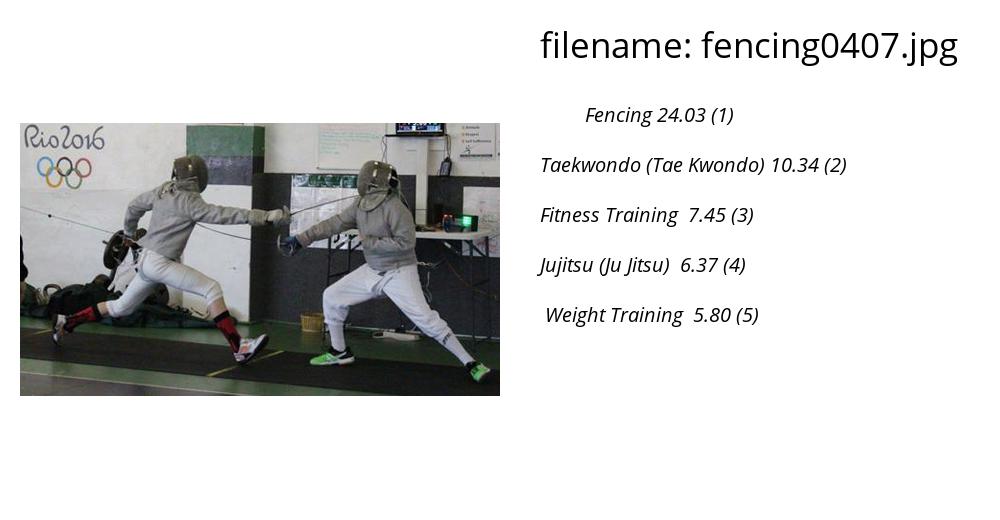 filename: fencing0407.jpg
Fencing 24.03 (1)
Taekwondo (Tae Kwondo) 10.34 (2)
Fitness Training 7.45 (3)
Jujitsu (Ju Jitsu) 6.37 (4)
Weight Training 5.80 (5)
Rio2016